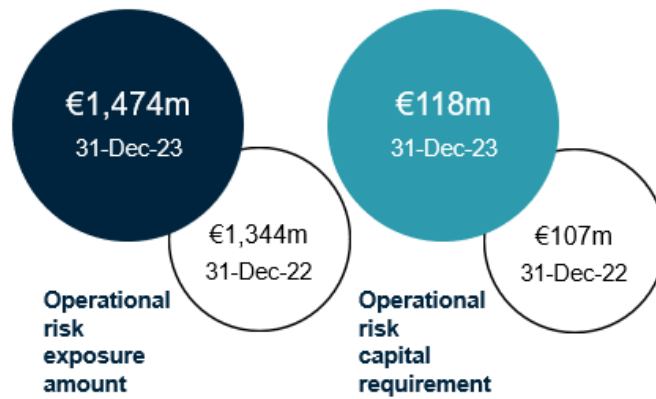 €1,474m
31-Dec-23
€1,344m
31-Dec-22
Operational
risk
exposure
amount
€118m
31-Dec-23
€107m
31-Dec-22
Operational
risk
capital
requirement